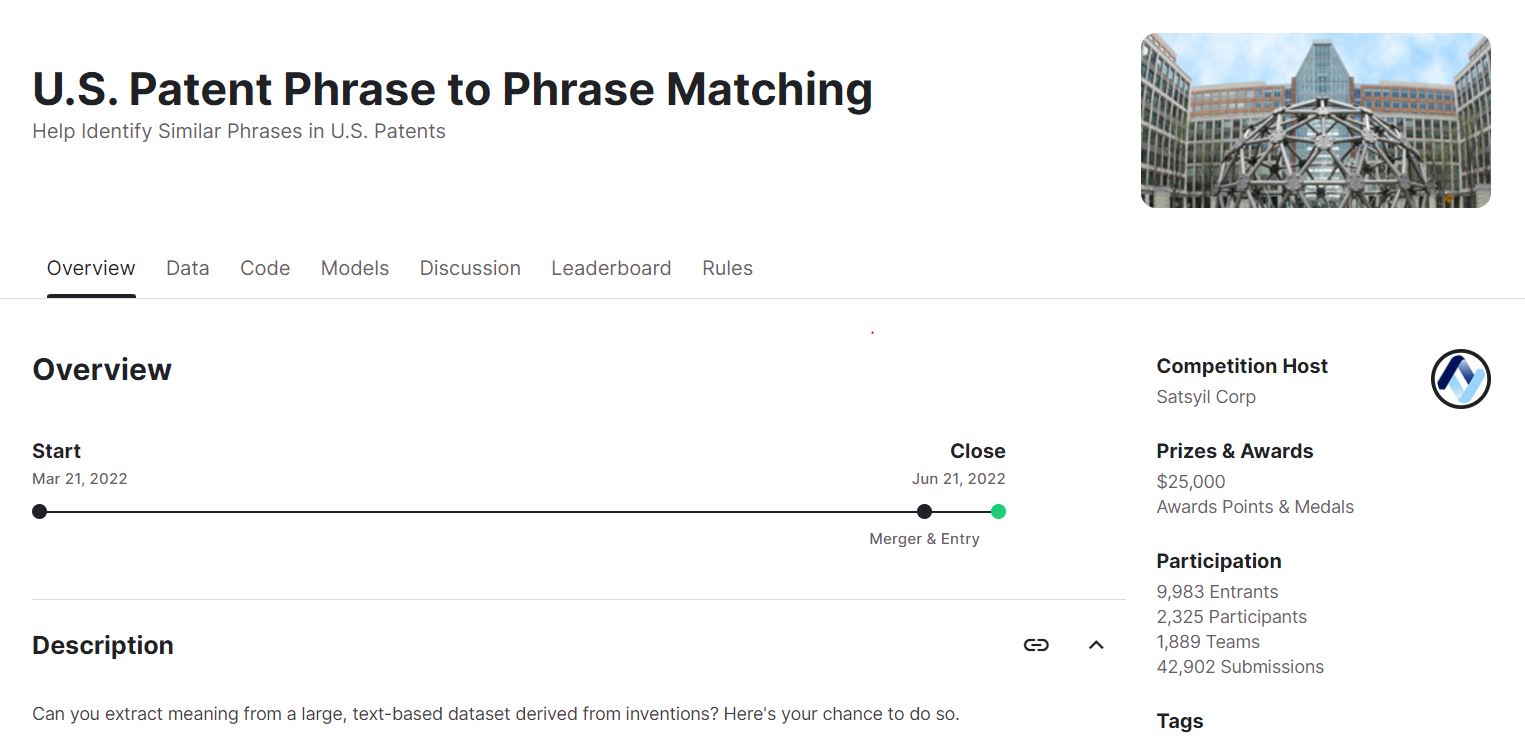 U.S. Patent Phrase to Phrase Matching
Help Identify Similar Phrases in U.S. Patents
Overview Data Code Models Discussion Leaderboard Rules
Overview
Start
Mar 21, 2022
Close
Jun 21, 2022
Merger & Entry
Description
Can you extract meaning from a large, text-based dataset derived from inventions? Here's your chance to do so.
Competition Host
Satsyil Corp
Prizes & Awards
$25,000
Awards Points & Medals
Participation
9,983 Entrants
2,325 Participants
1,889 Teams
42,902 Submissions
Tags